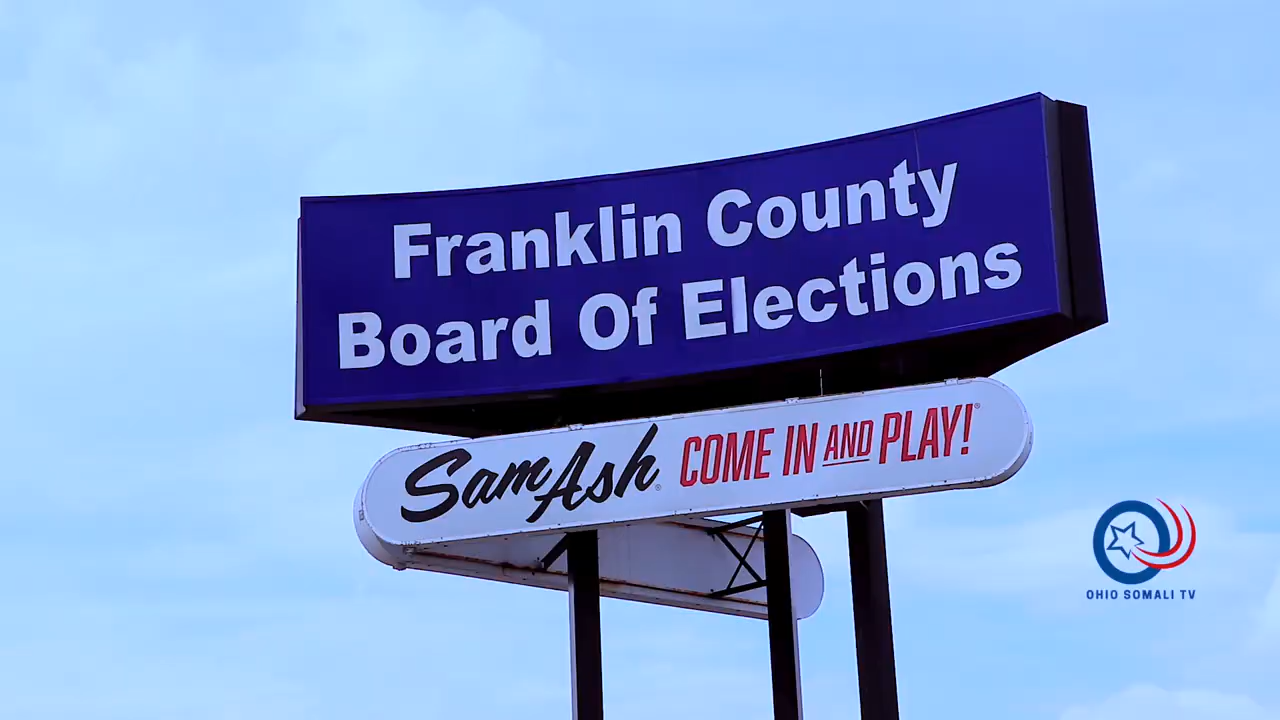 Franklin County
Board Of Elections
Sam Ash® COME IN AND PLAY!®
OHIO SOMALI TV